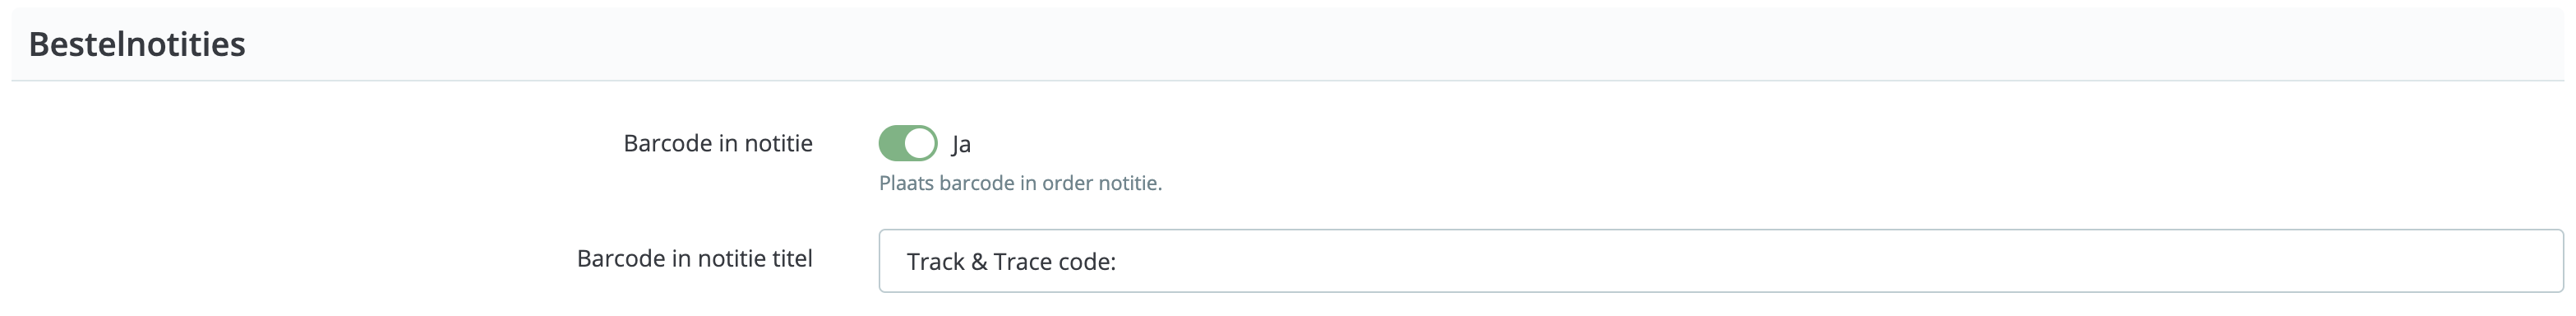 Bestelnotities
Barcode in notitie
Ja
Plaats barcode in order notitie.
Barcode in notitie titel
Track & Trace code: